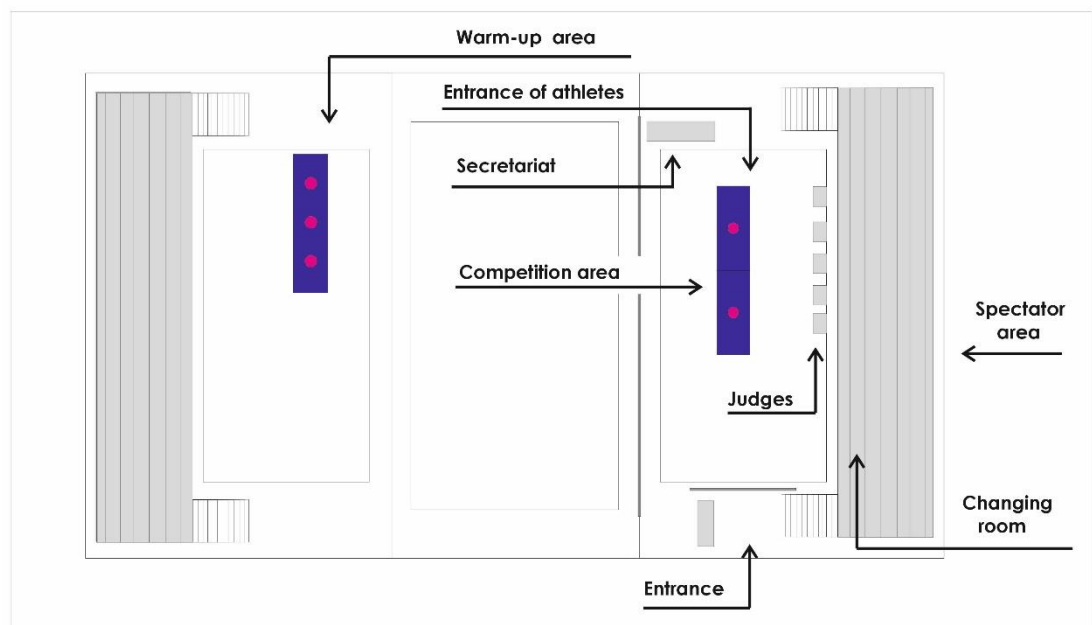 Warm-up area
Entrance of athletes
Secretariat
Competition area
Spectator
area
Judges
Changing
room
Entrance